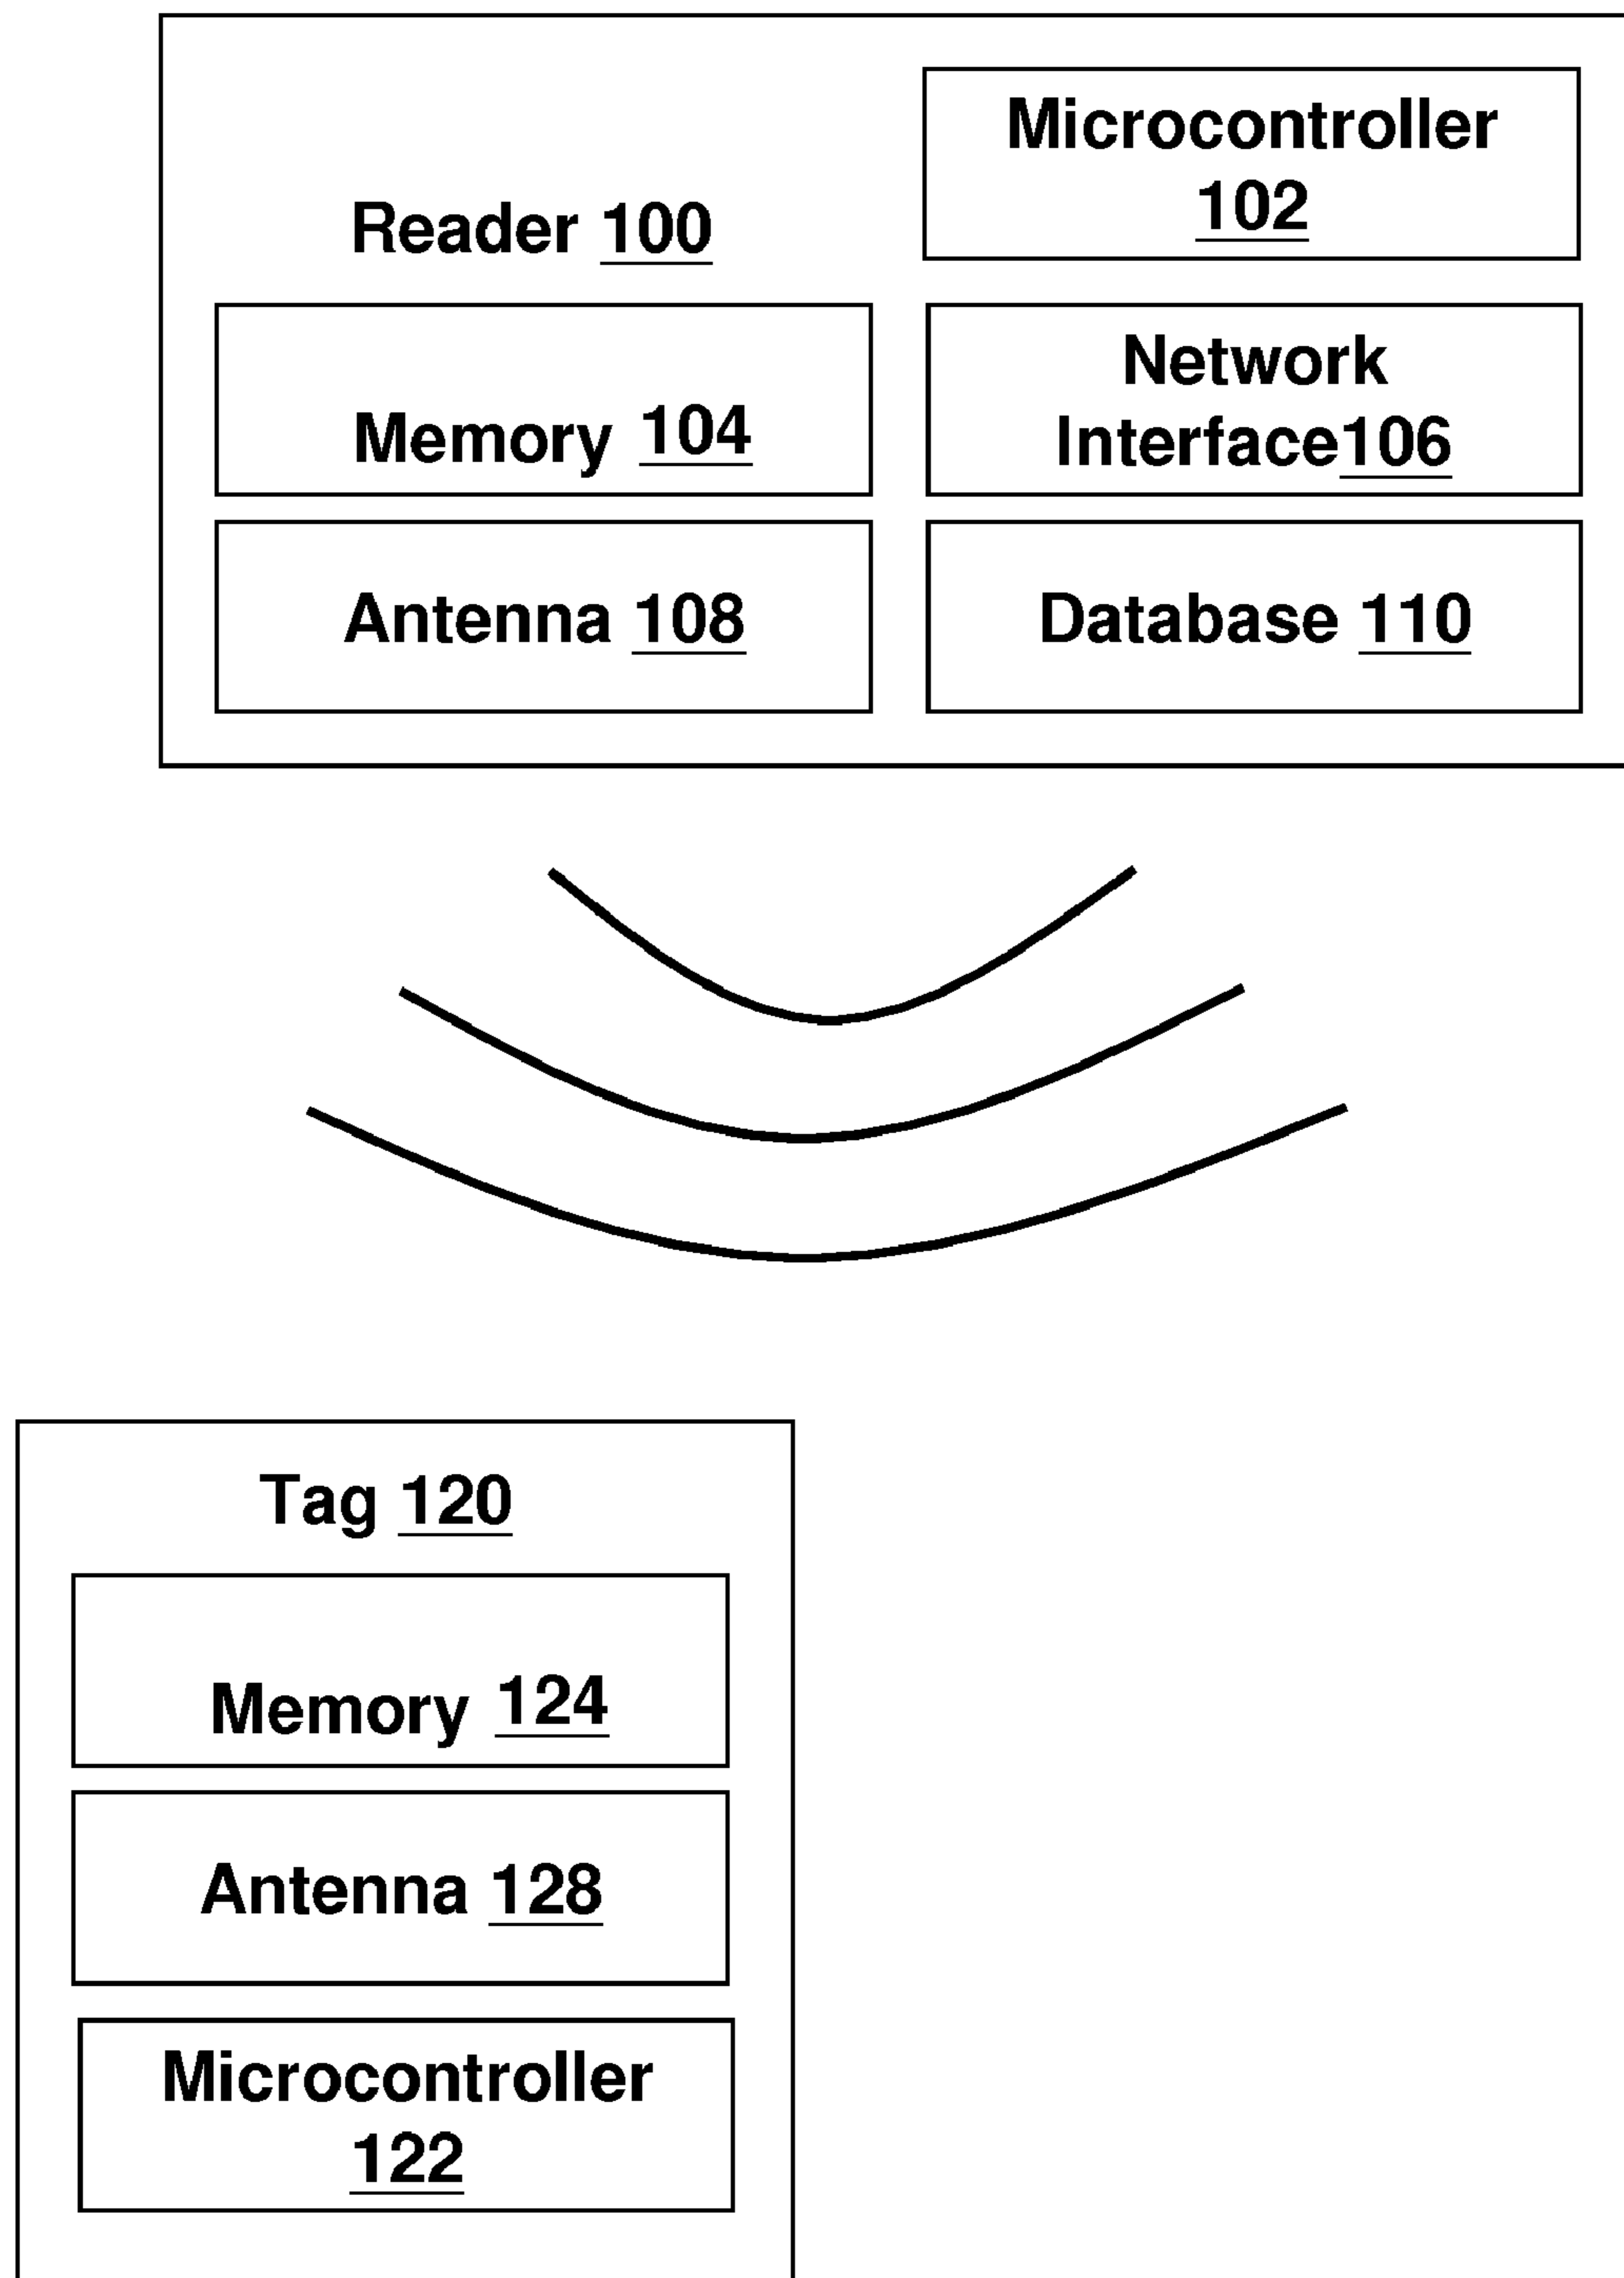 Reader 100
Microcontroller
102
Memory 104
Network
Interface106
Antenna 108
Database 110
Tag 120
Memory 124
Antenna 128
Microcontroller
122